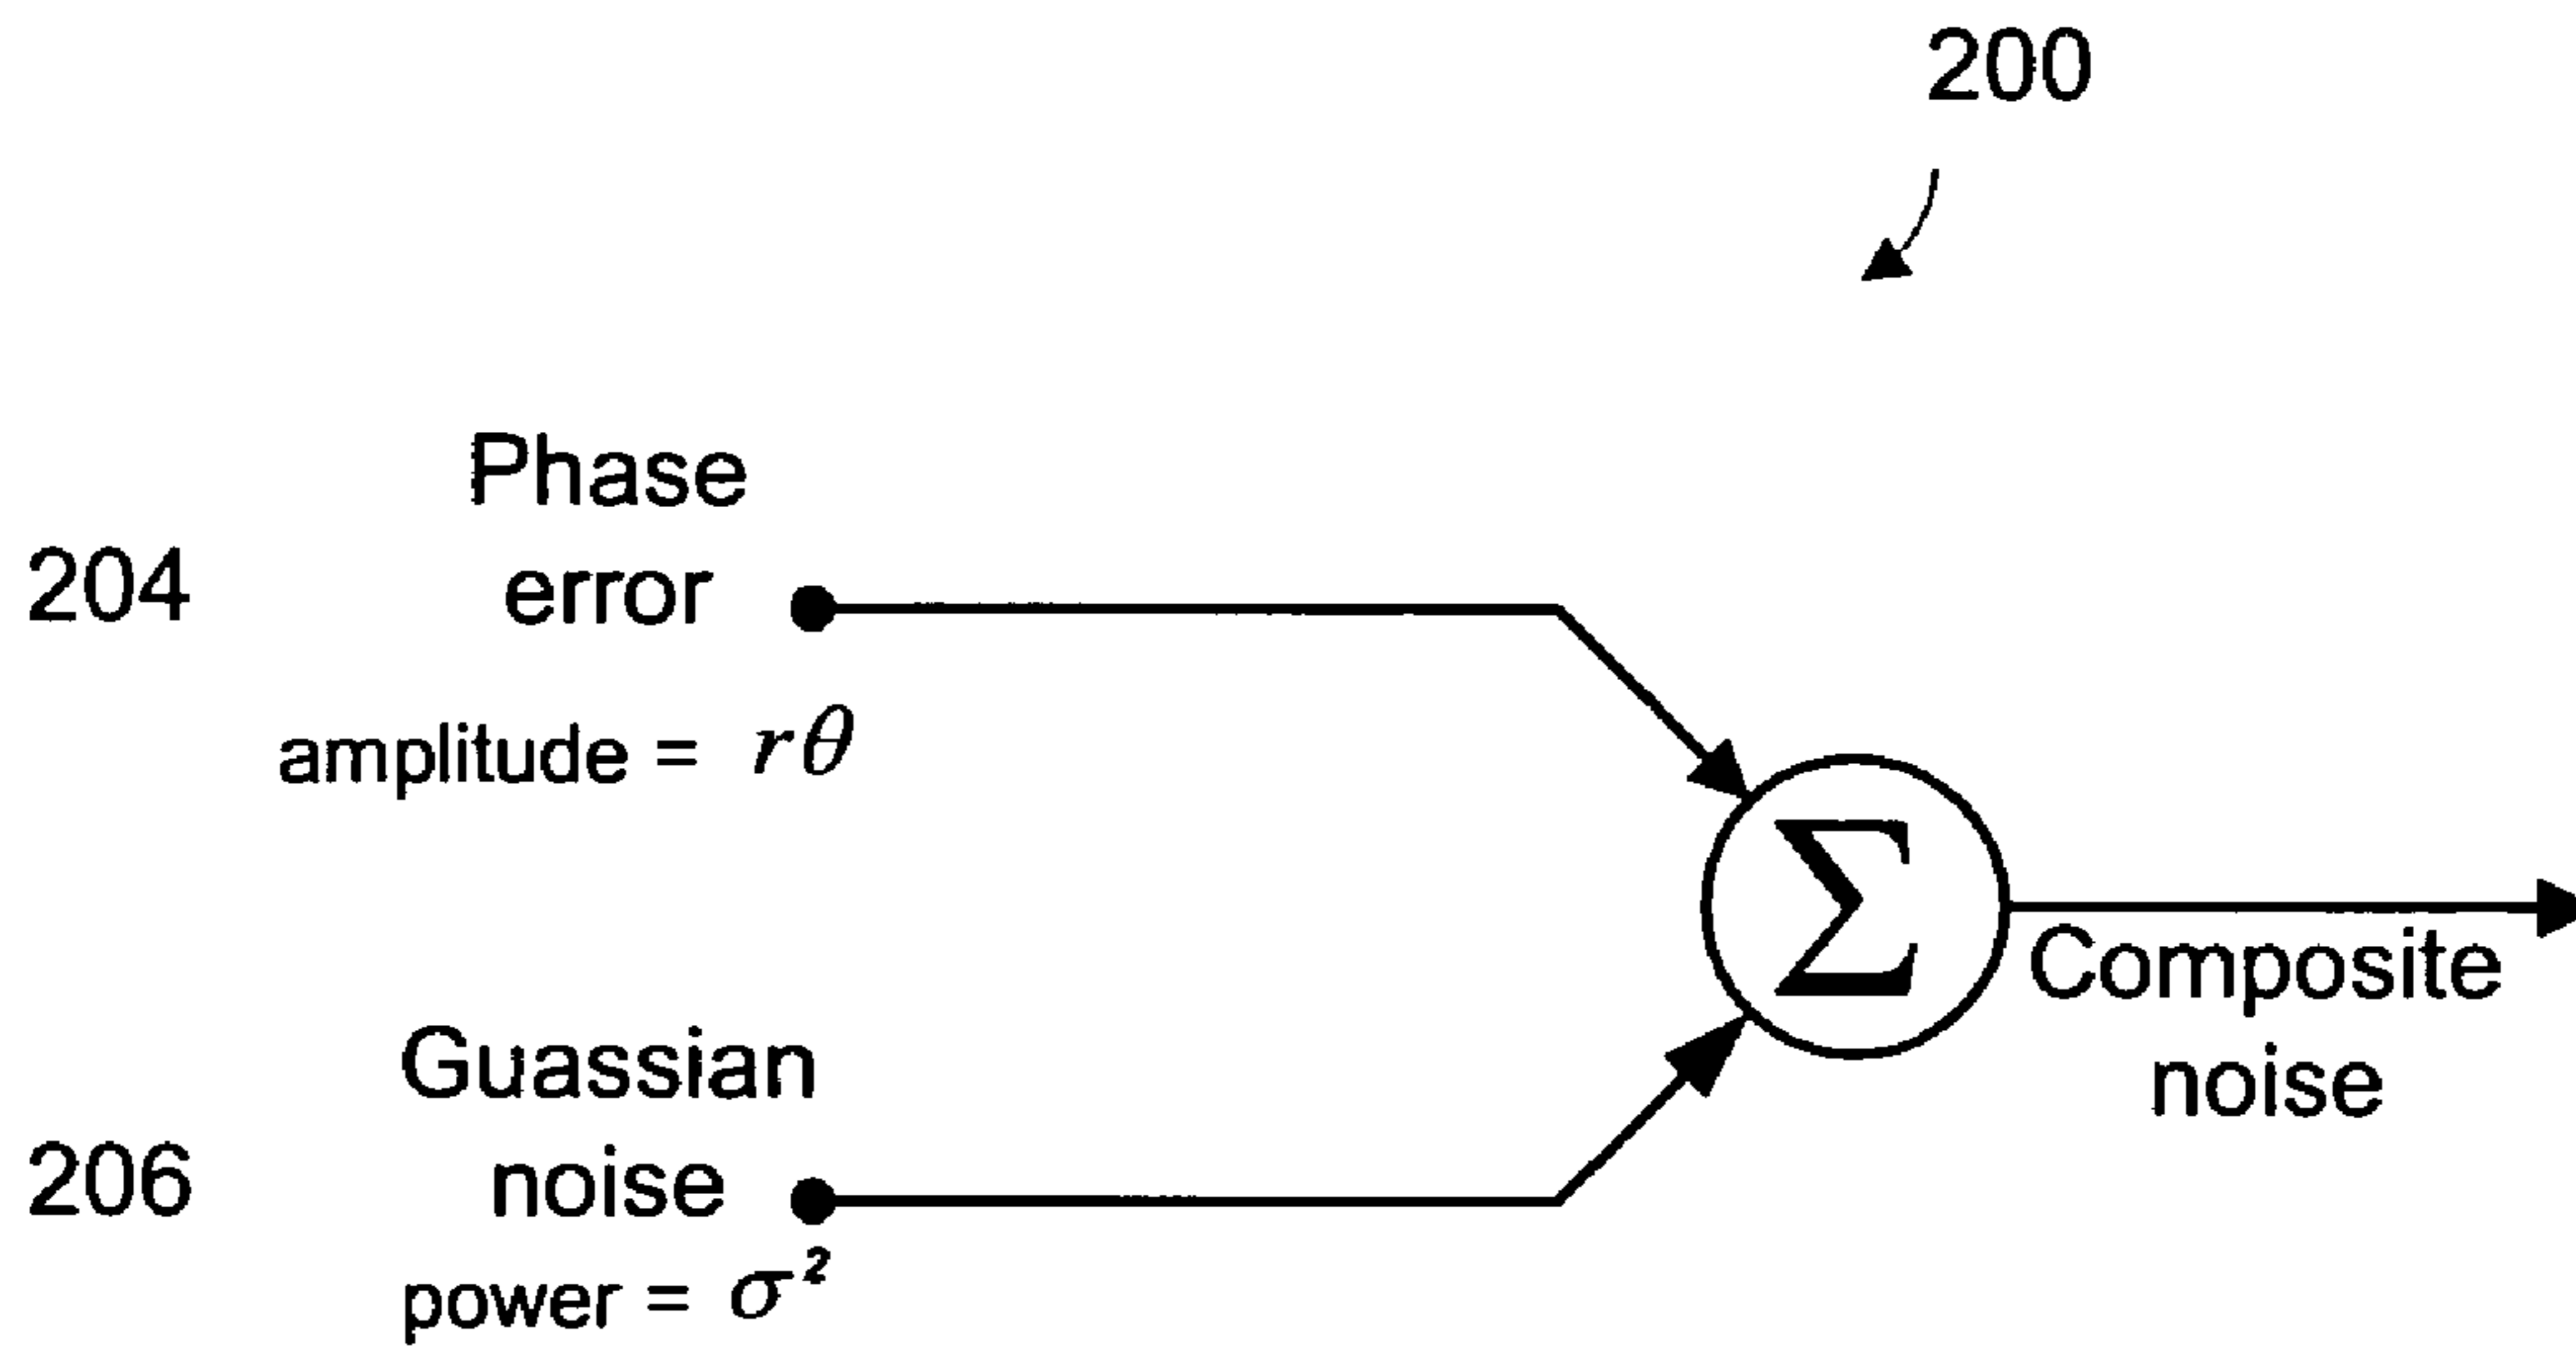 200
Phase
204 error
amplitude = rθ
Σ
Composite
noise
Guassian
206 noise
power = σ²